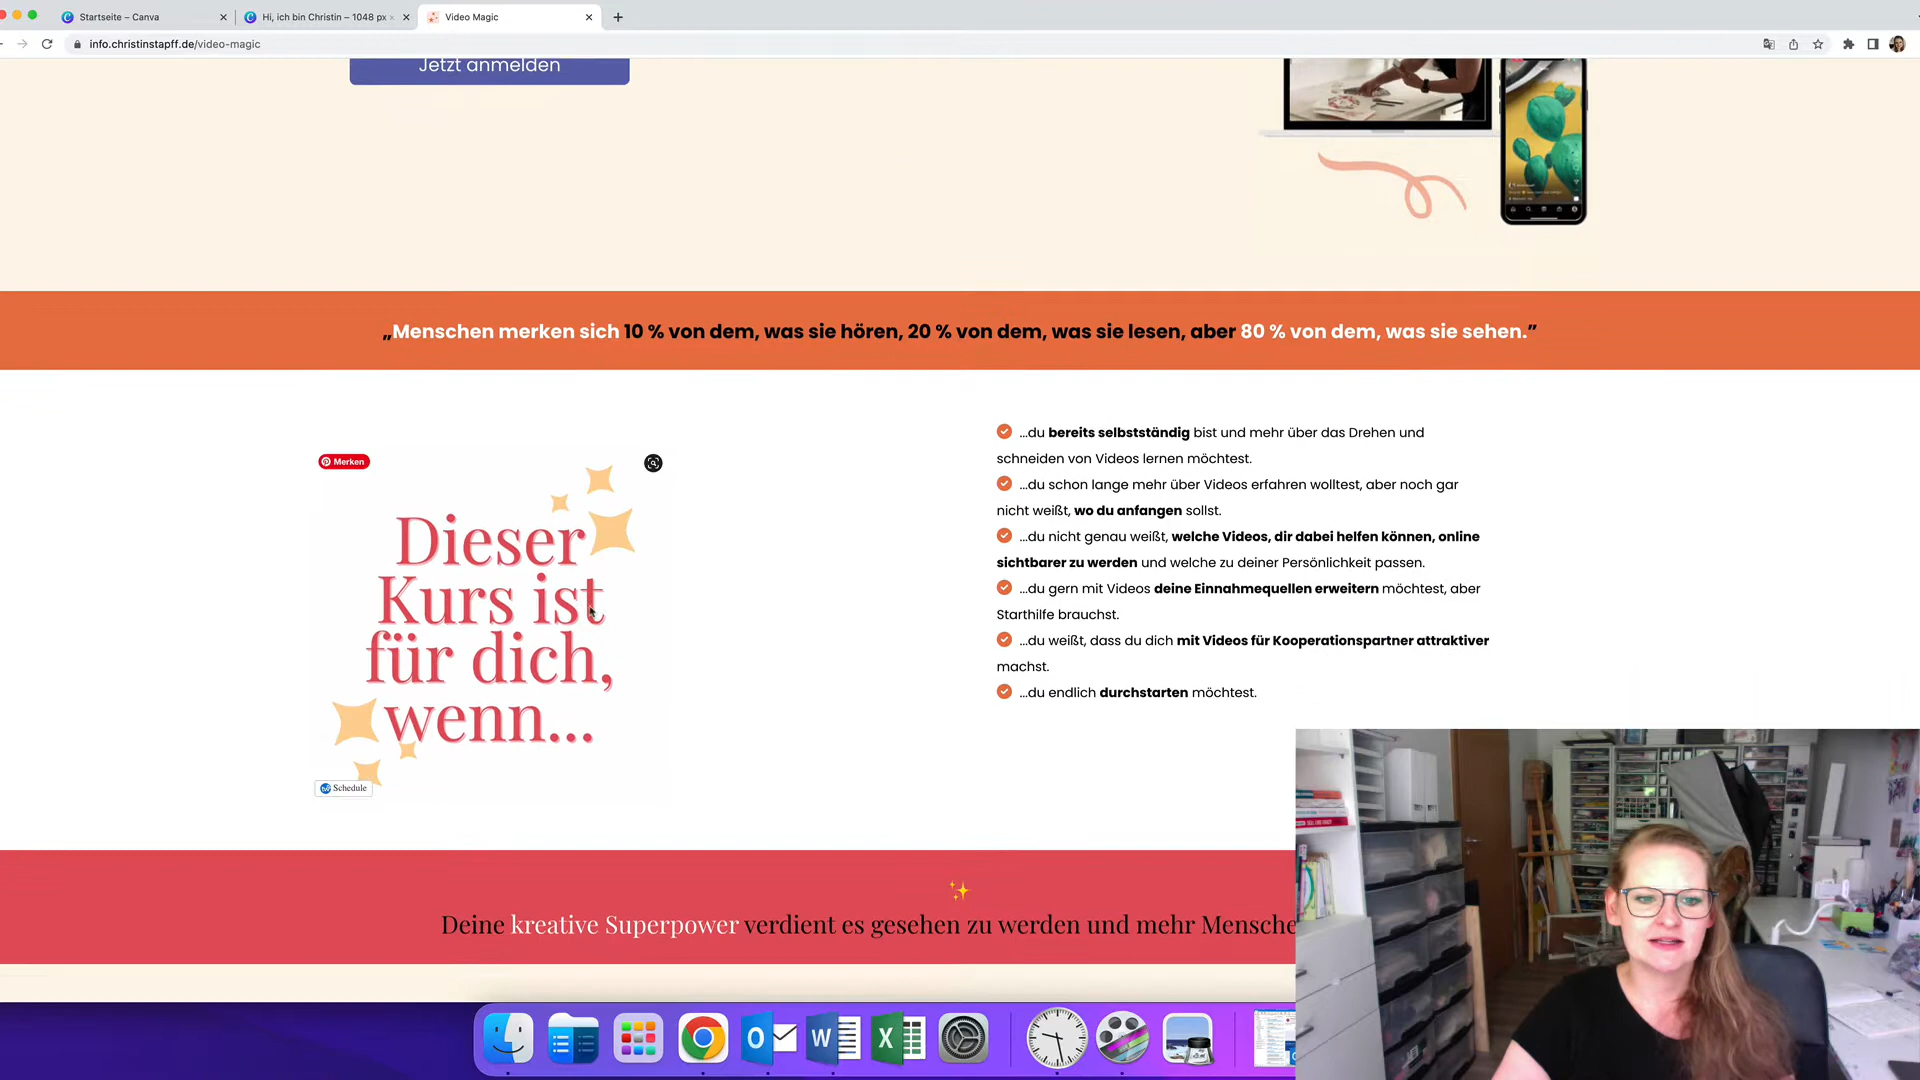 Startseite – Canva
Hi, ich bin Christin – 1048 px
Video Magic
info.christinstapff.de/video-magic
Jetzt anmelden
„Menschen merken sich 10 % von dem, was sie hören, 20 % von dem, was sie lesen, aber 80 % von dem, was sie sehen.”
Merken
Dieser
Kurs ist
für dich,
wenn...
Schedule
...du bereits selbstständig bist und mehr über das Drehen und
schneiden von Videos lernen möchtest.
...du schon lange mehr über Videos erfahren wolltest, aber noch gar
nicht weißt, wo du anfangen sollst.
...du nicht genau weißt, welche Videos, dir dabei helfen können, online
sichtbarer zu werden und welche zu deiner Persönlichkeit passen.
...du gern mit Videos deine Einnahmequellen erweitern möchtest, aber
Starthilfe brauchst.
...du weißt, dass du dich mit Videos für Kooperationspartner attraktiver
machst.
...du endlich durchstarten möchtest.
Deine kreative Superpower verdient es gesehen zu werden und mehr Mensche